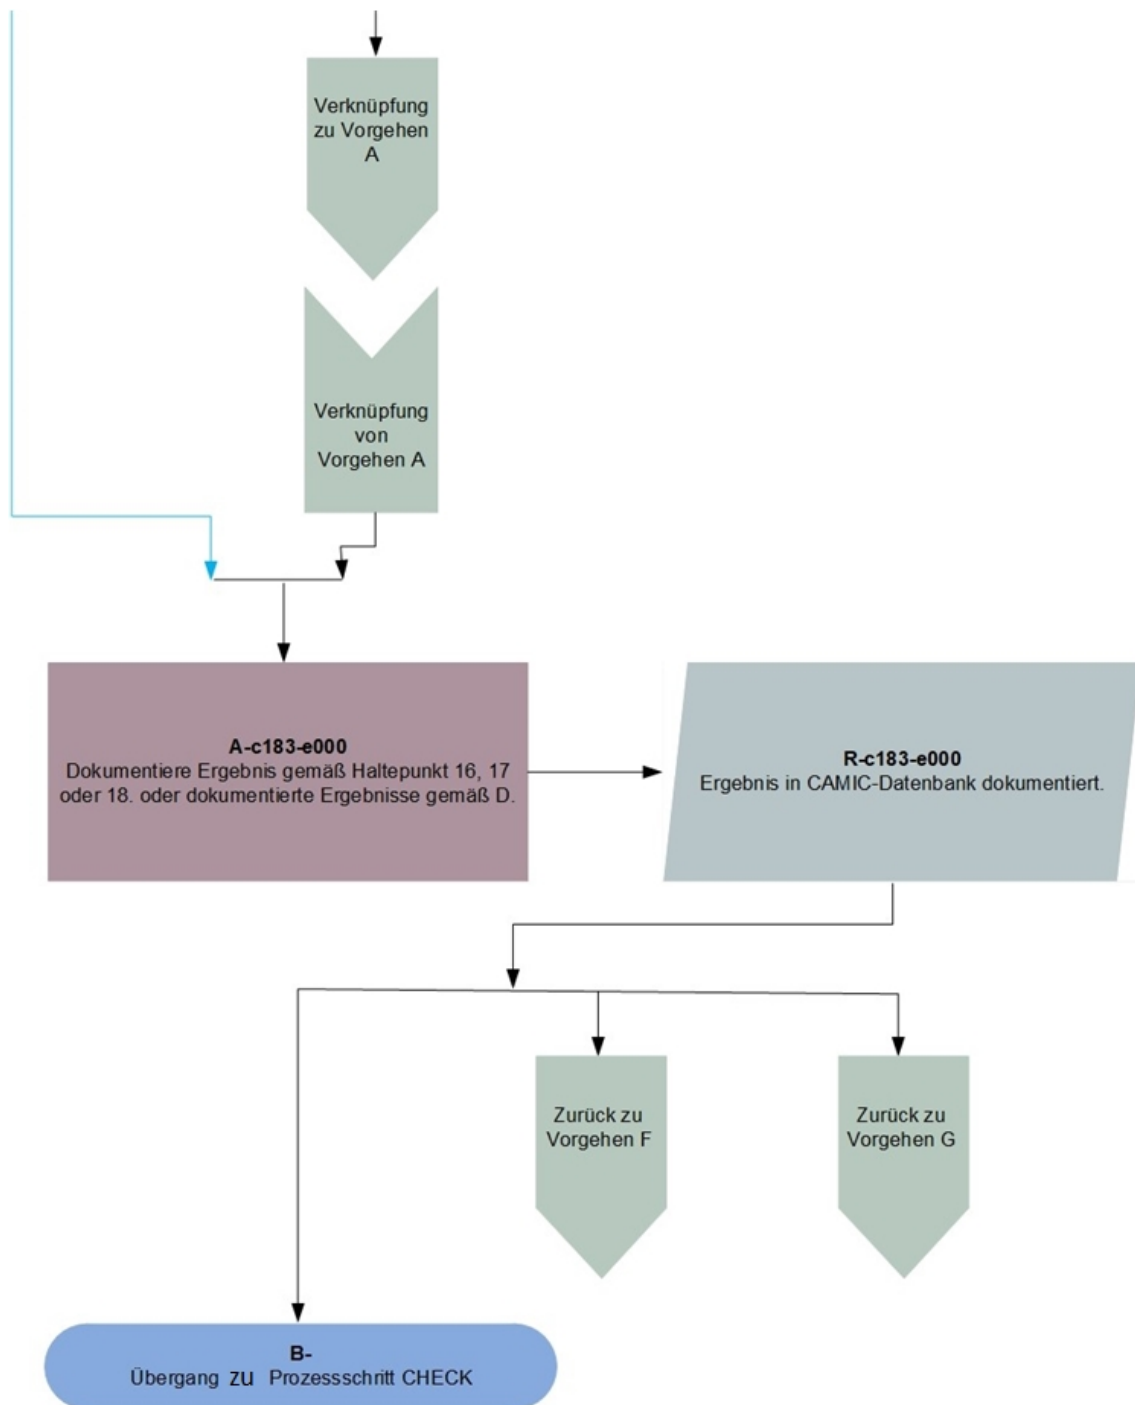 Verknüpfung
zu Vorgehen
A
Verknüpfung
von
Vorgehen A
A-c183-e000
Dokumentiere Ergebnis gemäß Haltepunkt 16, 17
oder 18. oder dokumentierte Ergebnisse gemäß D.
R-c183-e000
Ergebnis in CAMIC-Datenbank dokumentiert.
Zurück zu
Vorgehen F
Zurück zu
Vorgehen G
B-
Übergang zu Prozessschritt CHECK